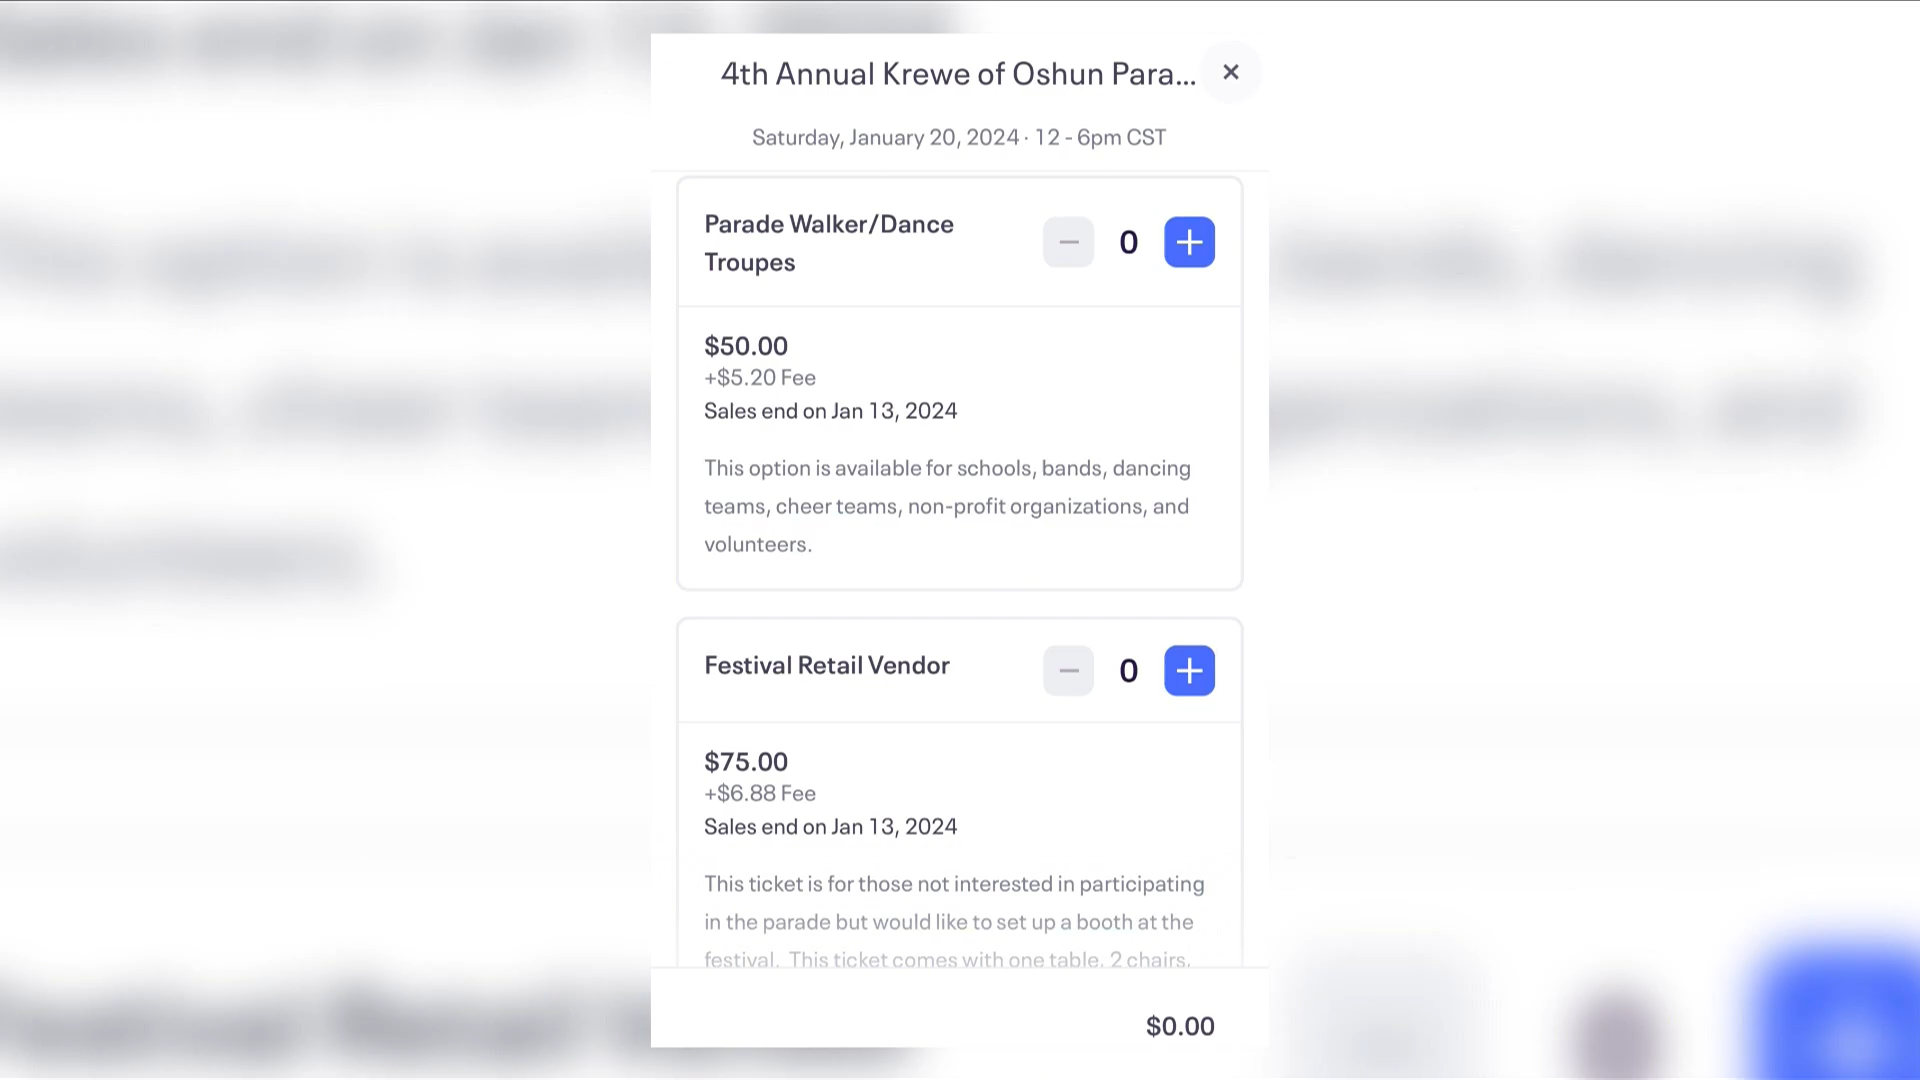 4th Annual Krewe of Oshun Para...
Saturday, January 20, 2024 · 12 - 6pm CST
Parade Walker/Dance
Troupes
0
$50.00
+$5.20 Fee
Sales end on Jan 13, 2024
This option is available for schools, bands, dancing
teams, cheer teams, non-profit organizations, and
volunteers.
Festival Retail Vendor
0
$75.00
+$6.88 Fee
Sales end on Jan 13, 2024
This ticket is for those not interested in participating
in the parade but would like to set up a booth at the
festival. This ticket comes with one table, 2 chairs,
$0.00